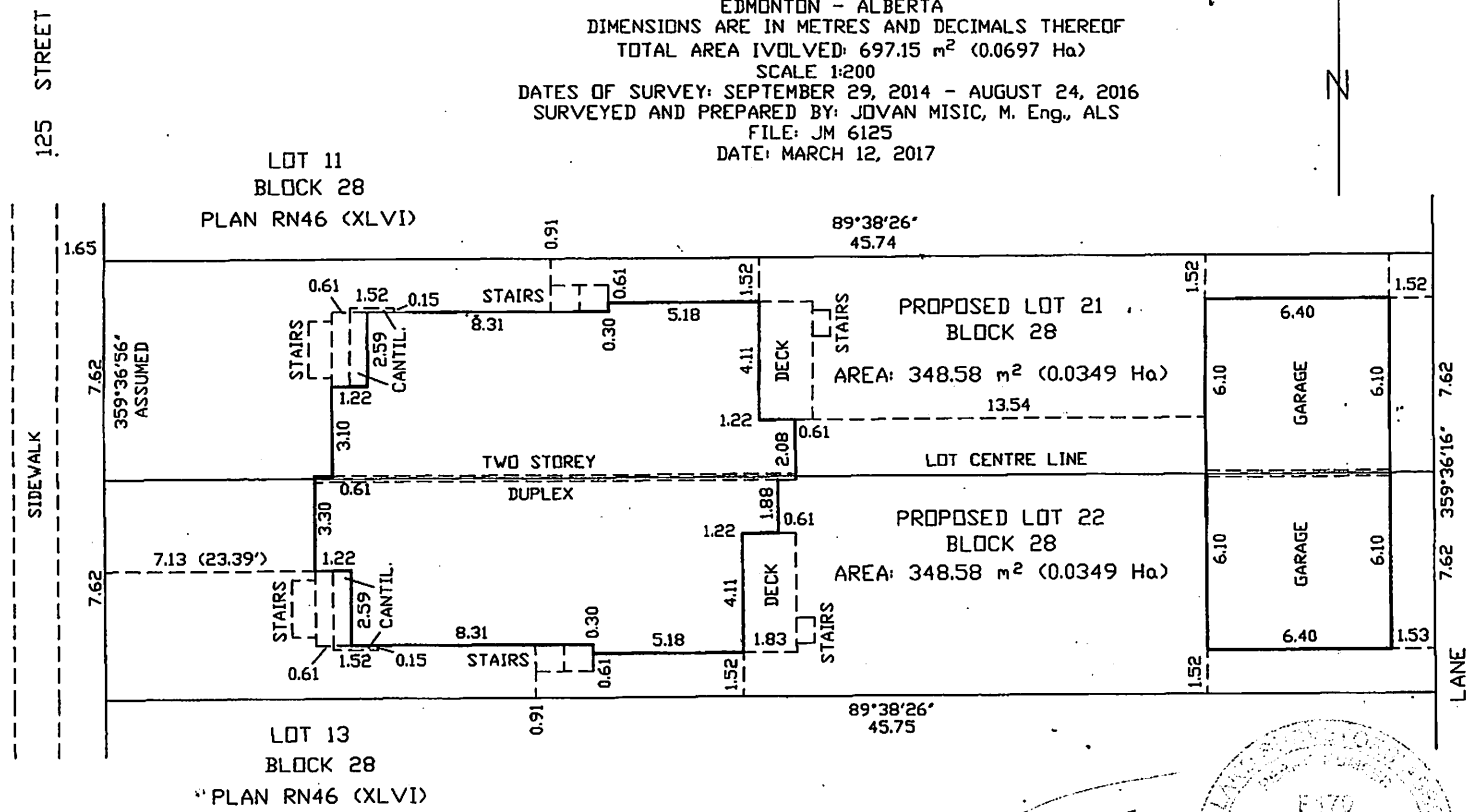 EDMONTON - ALBERTA
DIMENSIONS ARE IN METRES AND DECIMALS THEREOF
TOTAL AREA IVOLVED: 697.15 m² (0.0697 Ha)
SCALE 1:200
DATES OF SURVEY: SEPTEMBER 29, 2014 - AUGUST 24, 2016
SURVEYED AND PREPARED BY: JOVAN MISIC, M. Eng., ALS
FILE: JM 6125
DATE: MARCH 12, 2017
N
125 STREET
LOT 11
BLOCK 28
PLAN RN46 (XLVI)
1.65
0.91
89°38'26"
45.74
1.52
1.52
1.52
0.61
1.52
0.15
STAIRS
0.61
8.31
0.30
5.18
STAIRS
2.59
CANTIL.
1.22
3.10
7.62
359°36'56"
ASSUMED
4.11
DECK
STAIRS
1.22
0.61
2.08
PROPOSED LOT 21
BLOCK 28
AREA: 348.58 m² (0.0349 Ha)
13.54
6.40
6.10
GARAGE
6.10
7.62
SIDEWALK
TWO STOREY
DUPLEX
LOT CENTRE LINE
359°36'16"
0.61
3.30
7.13 (23.39')
1.22
7.62
STAIRS
2.59
CANTIL.
0.61
1.52
0.15
8.31
STAIRS
0.30
0.61
5.18
1.88
0.61
1.22
4.11
DECK
1.83
STAIRS
1.52
PROPOSED LOT 22
BLOCK 28
AREA: 348.58 m² (0.0349 Ha)
6.10
GARAGE
6.10
7.62
6.40
1.53
1.52
LANE
0.91
89°38'26"
45.75
LOT 13
BLOCK 28
PLAN RN46 (XLVI)